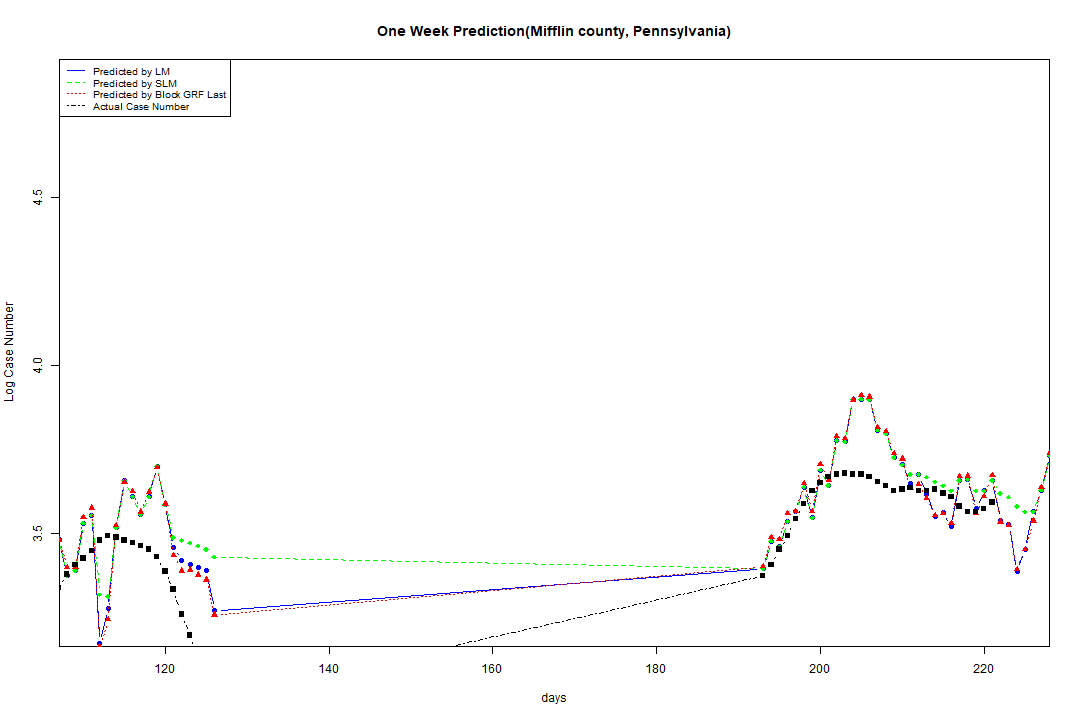 One Week Prediction(Mifflin county, Pennsylvania)
Predicted by LM
Predicted by SLM
Predicted by Block GRF Last
Actual Case Number
4.5
4.0
3.5
Log Case Number
120 140 160 180 200 220
days